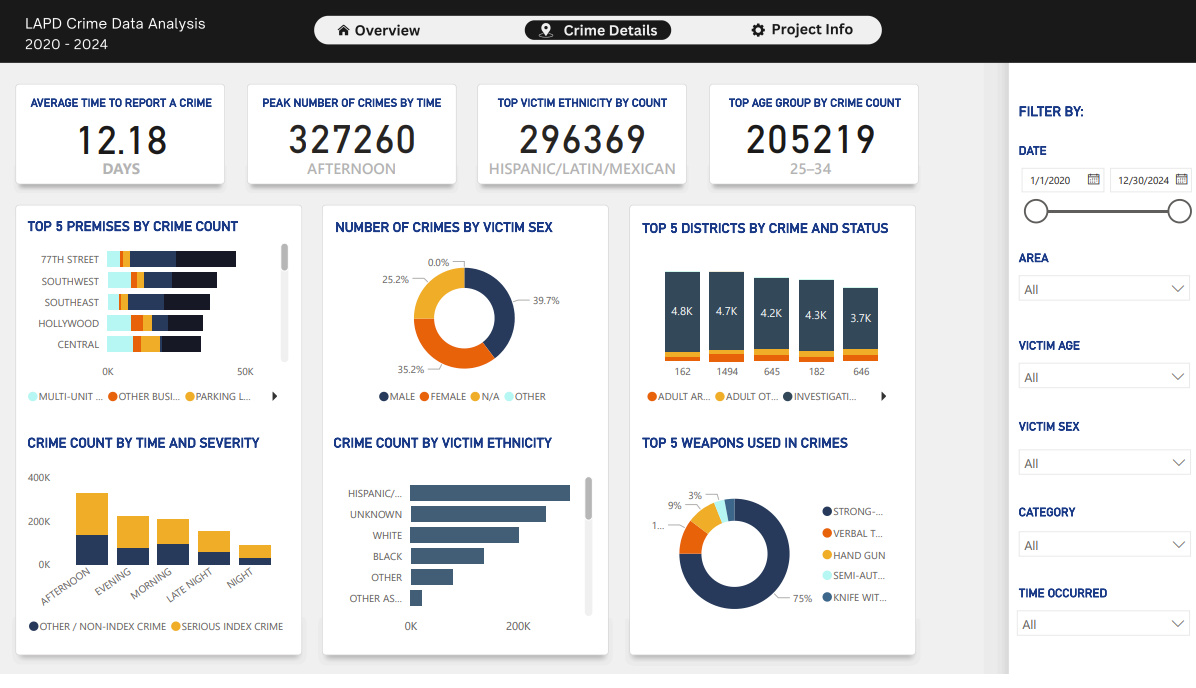 LAPD Crime Data Analysis
2020 - 2024
Overview
Crime Details
Project Info
AVERAGE TIME TO REPORT A CRIME
12.18
DAYS
PEAK NUMBER OF CRIMES BY TIME
327260
AFTERNOON
TOP VICTIM ETHNICITY BY COUNT
296369
HISPANIC/LATIN/MEXICAN
TOP AGE GROUP BY CRIME COUNT
205219
25–34
TOP 5 PREMISES BY CRIME COUNT
77TH STREET
SOUTHWEST
SOUTHEAST
HOLLYWOOD
CENTRAL
0K 50K
MULTI-UNIT ... OTHER BUSI... PARKING L...
NUMBER OF CRIMES BY VICTIM SEX
0.0%
25.2%
39.7%
35.2%
MALE FEMALE N/A OTHER
TOP 5 DISTRICTS BY CRIME AND STATUS
4.8K 4.7K 4.2K 4.3K 3.7K
162 1494 645 182 646
ADULT AR... ADULT OT... INVESTIGATI...
CRIME COUNT BY TIME AND SEVERITY
400K
200K
0K
AFTERNOON EVENING MORNING LATE NIGHT NIGHT
OTHER / NON-INDEX CRIME SERIOUS INDEX CRIME
CRIME COUNT BY VICTIM ETHNICITY
HISPANIC/...
UNKNOWN
WHITE
BLACK
OTHER
OTHER AS...
0K 200K
TOP 5 WEAPONS USED IN CRIMES
3%
9%
1...
75%
STRONG-...
VERBAL T...
HAND GUN
SEMI-AUT...
KNIFE WIT...
FILTER BY:
DATE
1/1/2020 12/30/2024
AREA
All
VICTIM AGE
All
VICTIM SEX
All
CATEGORY
All
TIME OCCURRED
All